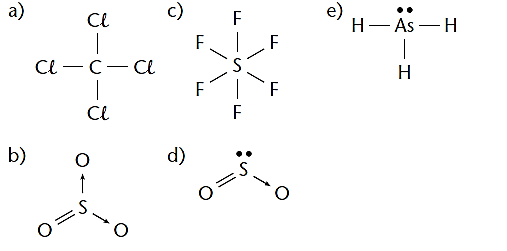 a)
Cℓ
Cℓ — C — Cℓ
Cℓ
b)
O
S
O O
c)
F
F F
S
F F
F
d)
S
O O
e)
H — As — H
H